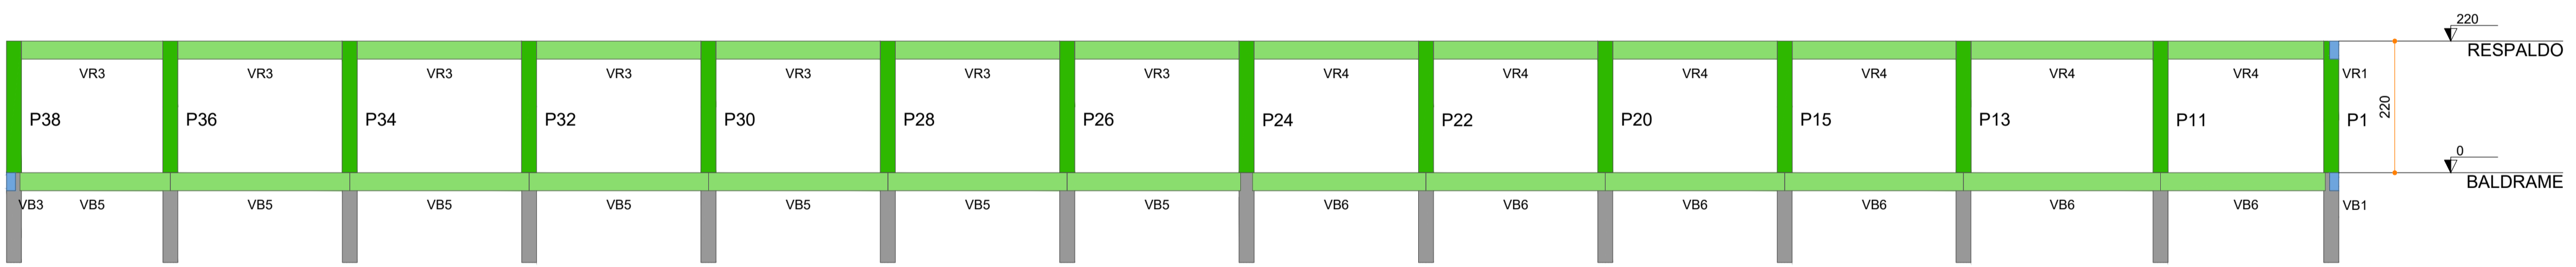 220
RESPALDO
VR3 VR3 VR3 VR3 VR3 VR3 VR3 VR4 VR4 VR4 VR4 VR4 VR4 VR1
220
P38 P36 P34 P32 P30 P28 P26 P24 P22 P20 P15 P13 P11 P1
0
BALDRAME
VB3 VB5 VB5 VB5 VB5 VB5 VB5 VB5 VB6 VB6 VB6 VB6 VB6 VB6 VB1